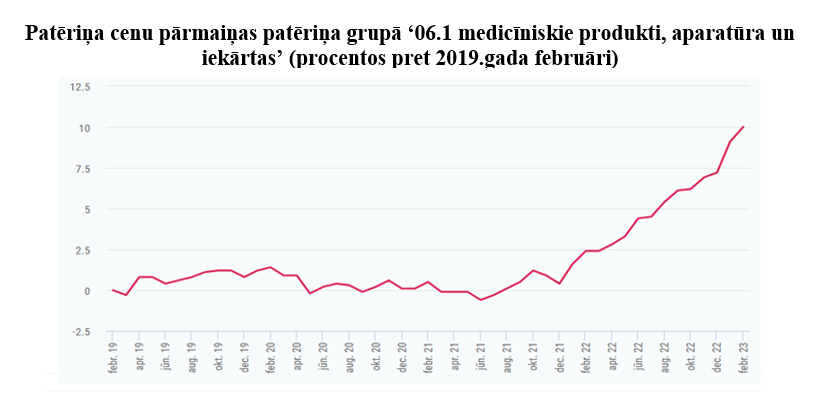 Patēriņa cenu pārmaiņas patēriņa grupā ‘06.1 medicīniskie produkti, aparatūra un
iekārtas’ (procentos pret 2019.gada februāri)
12.5
10
7.5
5
2.5
0
-2.5
febr. 19
apr. 19
jūn. 19
aug. 19
okt. 19
dec. 19
febr. 20
apr. 20
jūn. 20
aug. 20
okt. 20
dec. 20
febr. 21
apr. 21
jūn. 21
aug. 21
okt. 21
dec. 21
febr. 22
apr. 22
jūn. 22
aug. 22
okt. 22
dec. 22
febr. 23